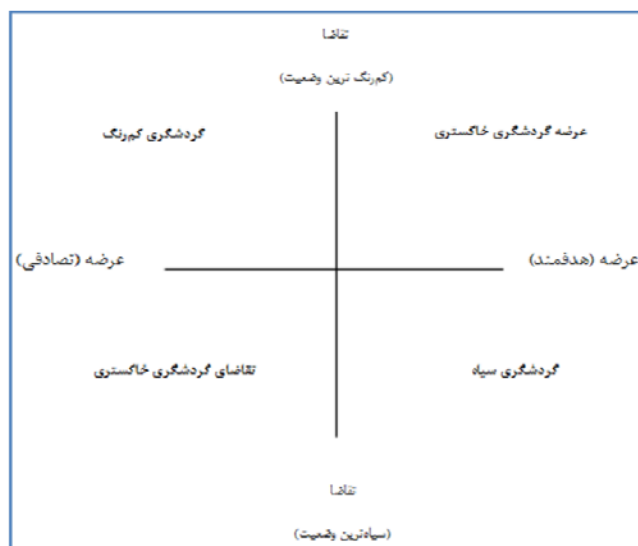 تقاضا
(کم‌رنگ ترین وضعیت)
عرضه گردشگری خاکستری
گردشگری کم‌رنگ
عرضه (هدفمند)
عرضه (تصادفی)
گردشگری سیاه
تقاضای گردشگری خاکستری
تقاضا
(سیاه‌ترین وضعیت)